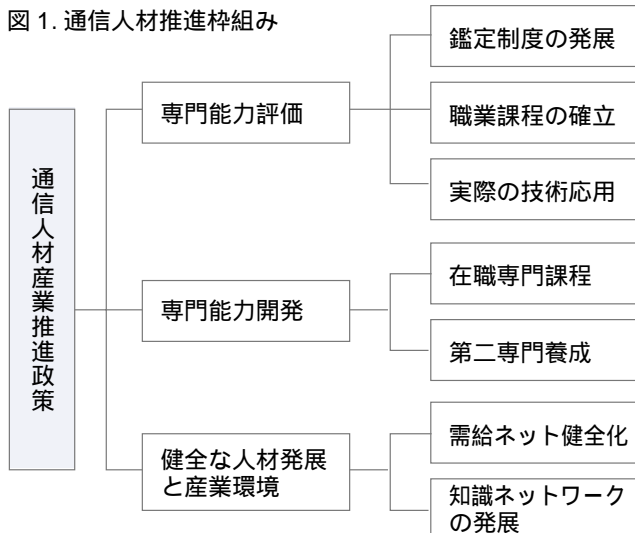 図 1. 通信人材推進枠組み
通信人材産業推進政策
専門能力評価
鑑定制度の発展
職業課程の確立
実際の技術応用
専門能力開発
在職専門課程
第二専門養成
健全な人材発展
と産業環境
需給ネット健全化
知識ネットワーク
の発展